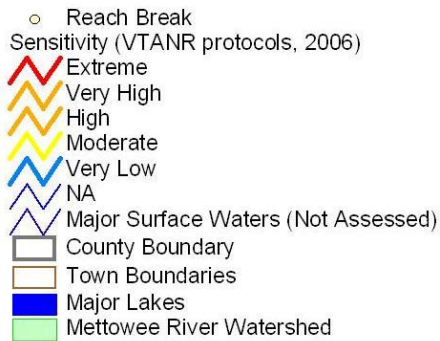 Reach Break
Sensitivity (VTANR protocols, 2006)
Extreme
Very High
High
Moderate
Very Low
NA
Major Surface Waters (Not Assessed)
County Boundary
Town Boundaries
Major Lakes
Mettowee River Watershed